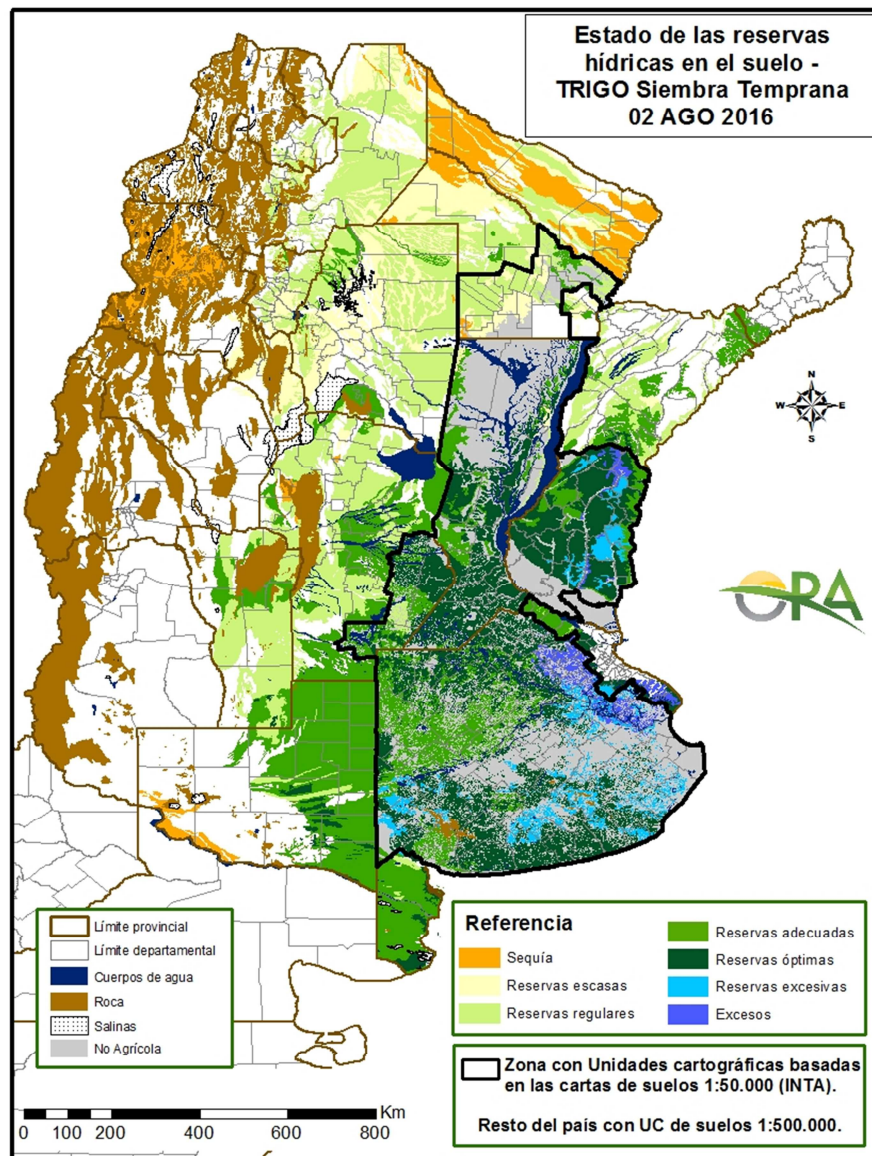 Estado de las reservas
hídricas en el suelo -
TRIGO Siembra Temprana
02 AGO 2016
N
W
E
S
ORA
Límite provincial
Límite departamental
Cuerpos de agua
Roca
Salinas
No Agrícola
Referencia
Sequía
Reservas escasas
Reservas regulares
Reservas adecuadas
Reservas óptimas
Reservas excesivas
Excesos
Zona con Unidades cartográficas basadas
en las cartas de suelos 1:50.000 (INTA).
Resto del país con UC de suelos 1:500.000.
Km
0 100 200 400 600 800